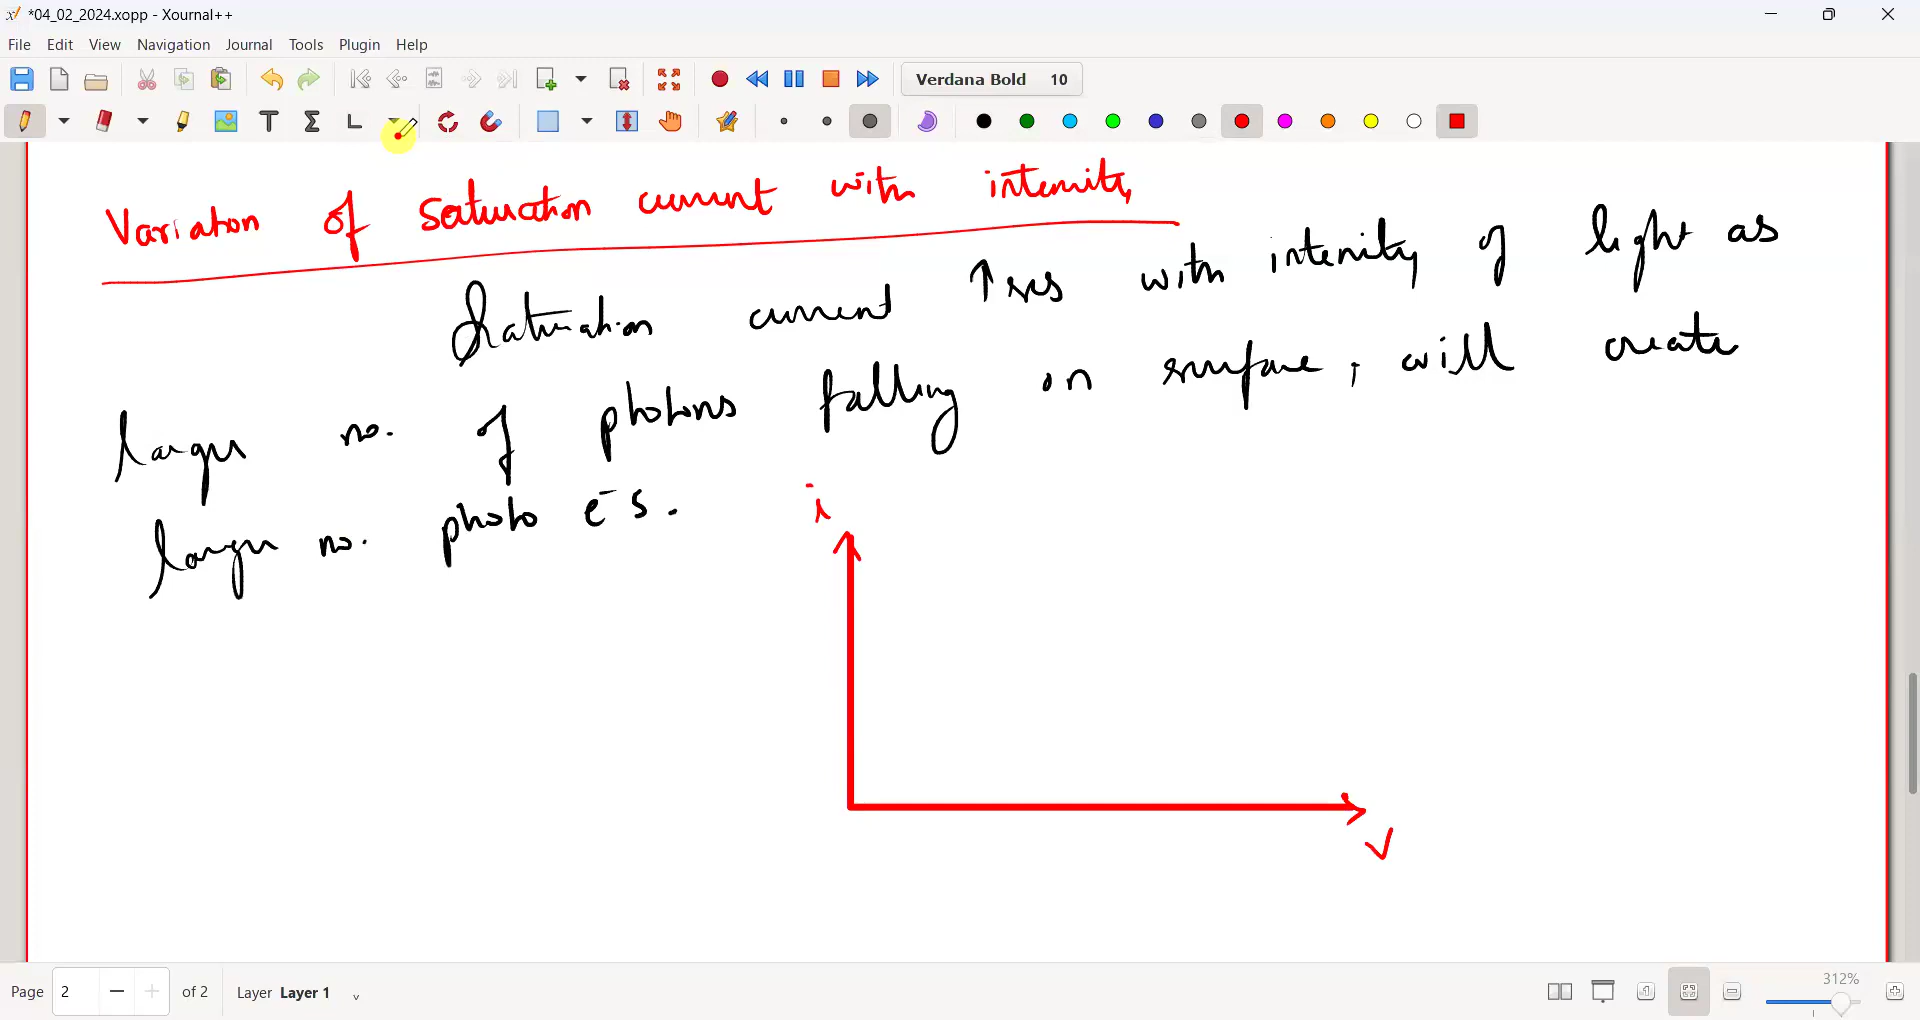 *04_02_2024.xopp - Xournal++
File Edit View Navigation Journal Tools Plugin Help
Verdana Bold 10
Variation of saturation current with intensity
Saturation current ↑ses with intensity of light as
larger no. of photons falling on surface, will create
larger no. photo e⁻s.
i
V
Page 2 of 2 Layer Layer 1
312%